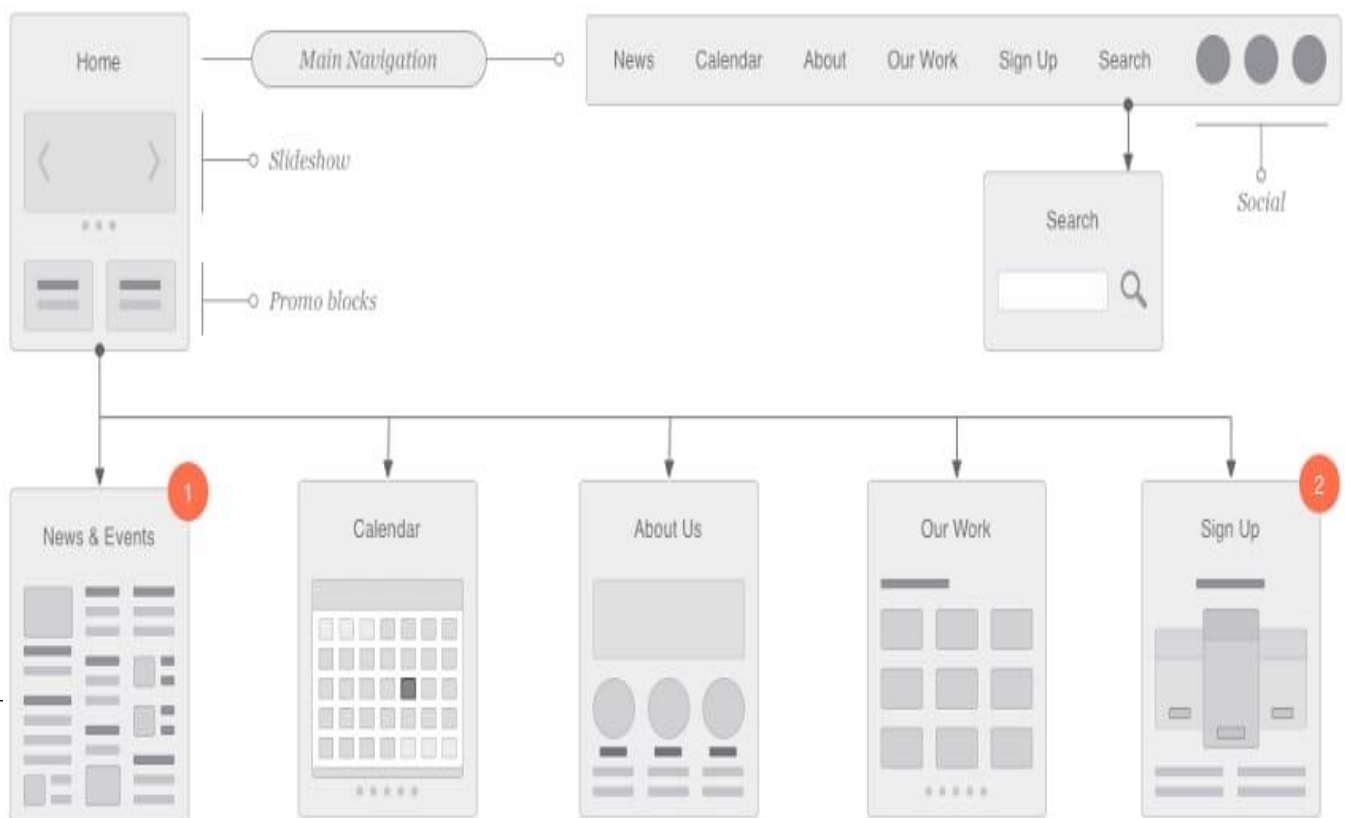 Home
Main Navigation
News Calendar About Our Work Sign Up Search
Slideshow
Social
Search
Promo blocks
1
2
News & Events
Calendar
About Us
Our Work
Sign Up